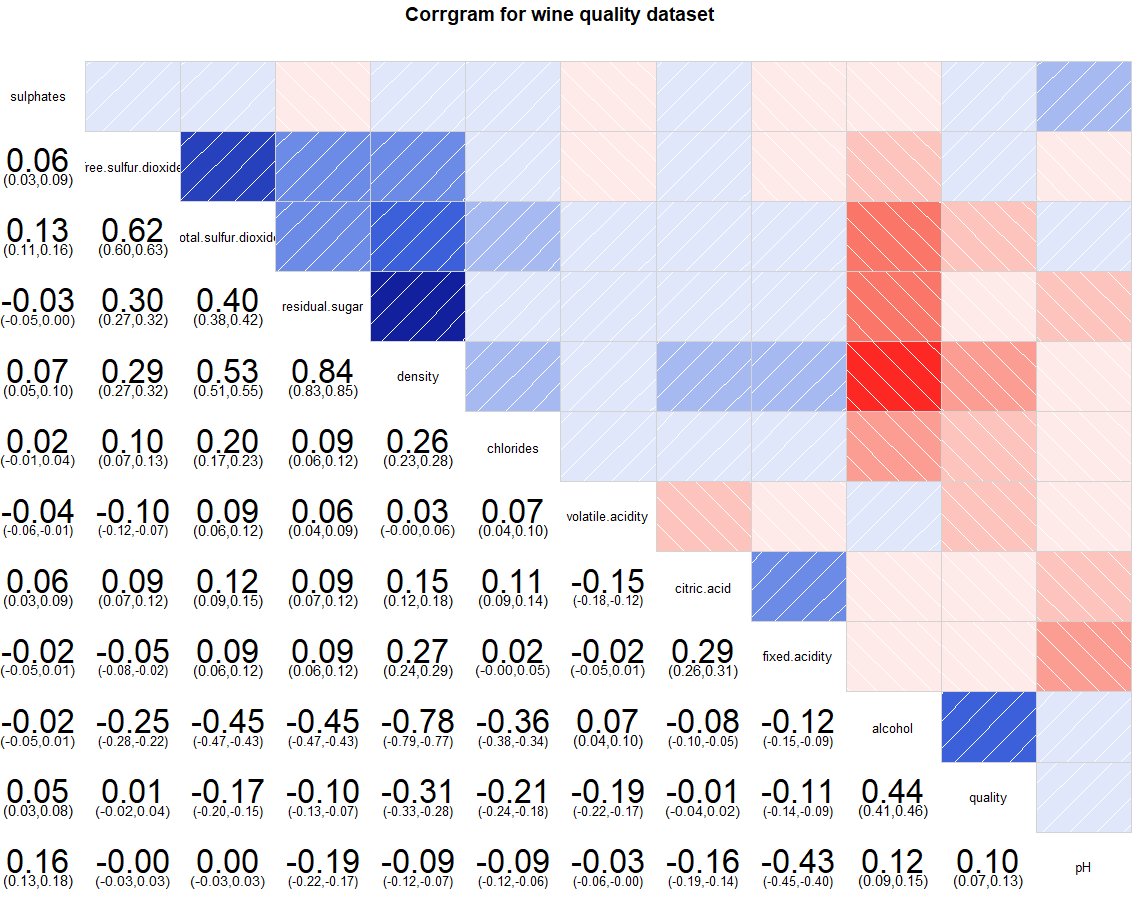 Corrgram for wine quality dataset
sulphates
0.06 ree.sulfur.dioxide
(0.03,0.09)
0.13 0.62 otal.sulfur.dioxide
(0.11,0.16) (0.60,0.63)
-0.03 0.30 0.40 residual.sugar
(-0.05,0.00) (0.27,0.32) (0.38,0.42)
0.07 0.29 0.53 0.84 density
(0.05,0.10) (0.27,0.32) (0.51,0.55) (0.83,0.85)
0.02 0.10 0.20 0.09 0.26 chlorides
(-0.01,0.04) (0.07,0.13) (0.17,0.23) (0.06,0.12) (0.23,0.28)
-0.04 -0.10 0.09 0.06 0.03 0.07 volatile.acidity
(-0.06,-0.01) (-0.12,-0.07) (0.06,0.12) (0.04,0.09) (-0.00,0.06) (0.04,0.10)
0.06 0.09 0.12 0.09 0.15 0.11 -0.15 citric.acid
(0.03,0.09) (0.07,0.12) (0.09,0.15) (0.07,0.12) (0.12,0.18) (0.09,0.14) (-0.18,-0.12)
-0.02 -0.05 0.09 0.09 0.27 0.02 -0.02 0.29 fixed.acidity
(-0.05,0.01) (-0.08,-0.02) (0.06,0.12) (0.06,0.12) (0.24,0.29) (-0.00,0.05) (-0.05,0.01) (0.26,0.31)
-0.02 -0.25 -0.45 -0.45 -0.78 -0.36 0.07 -0.08 -0.12 alcohol
(-0.05,0.01) (-0.28,-0.22) (-0.47,-0.43) (-0.47,-0.43) (-0.79,-0.77) (-0.38,-0.34) (0.04,0.10) (-0.10,-0.05) (-0.15,-0.09)
0.05 0.01 -0.17 -0.10 -0.31 -0.21 -0.19 -0.01 -0.11 0.44 quality
(0.03,0.08) (-0.02,0.04) (-0.20,-0.15) (-0.13,-0.07) (-0.33,-0.28) (-0.24,-0.18) (-0.22,-0.17) (-0.04,0.02) (-0.14,-0.09) (0.41,0.46)
0.16 -0.00 0.00 -0.19 -0.09 -0.09 -0.03 -0.16 -0.43 0.12 0.10 pH
(0.13,0.18) (-0.03,0.03) (-0.03,0.03) (-0.22,-0.17) (-0.12,-0.07) (-0.12,-0.06) (-0.06,-0.00) (-0.19,-0.14) (-0.45,-0.40) (0.09,0.15) (0.07,0.13)